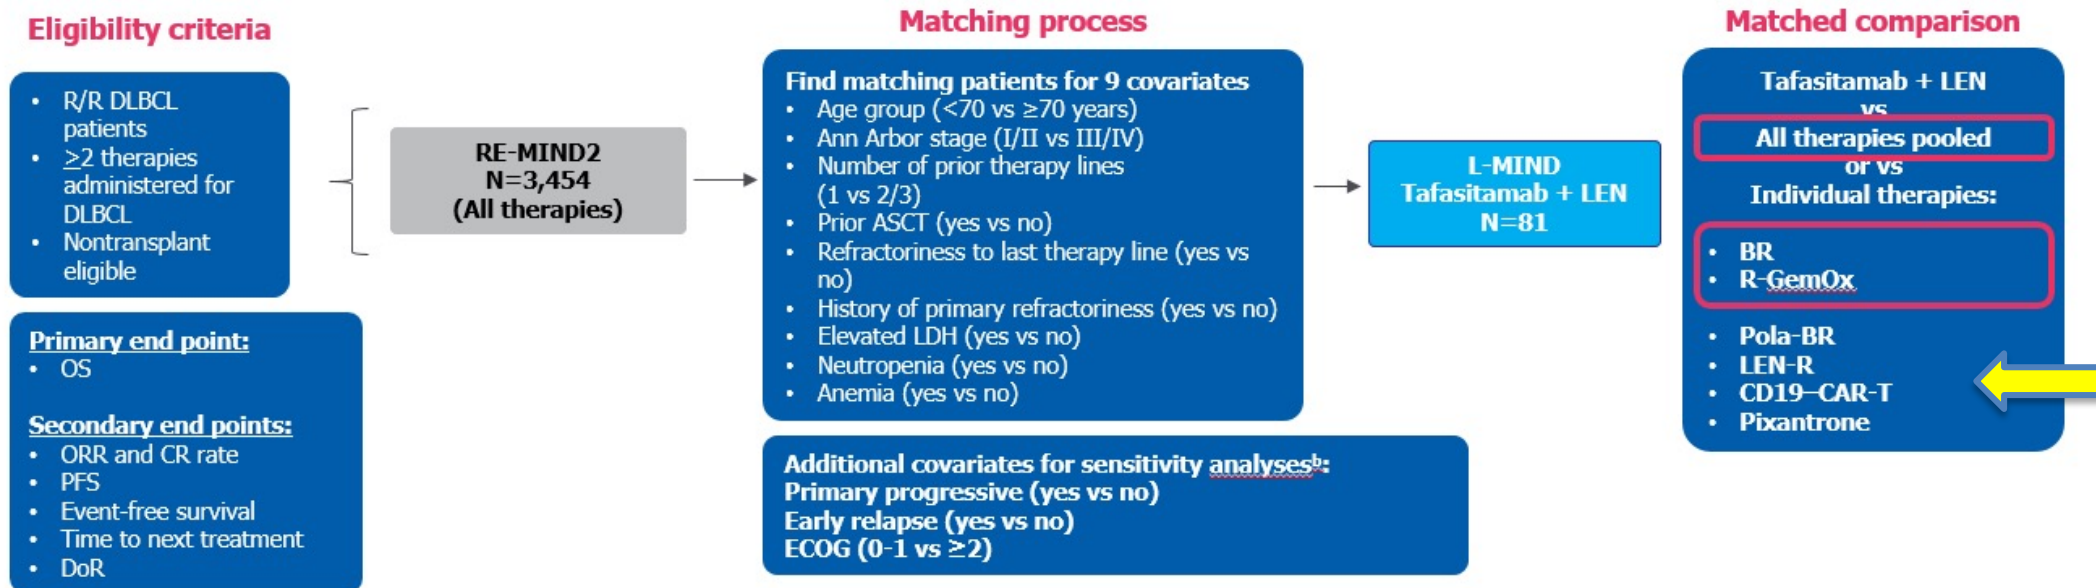 Eligibility criteria
• R/R DLBCL
patients
• ≥2 therapies
administered for
DLBCL
• Nontransplant
eligible
Primary end point:
• OS
Secondary end points:
• ORR and CR rate
• PFS
• Event-free survival
• Time to next treatment
• DoR
RE-MIND2
N=3,454
(All therapies)
Matching process
Find matching patients for 9 covariates
• Age group (<70 vs ≥70 years)
• Ann Arbor stage (I/II vs III/IV)
• Number of prior therapy lines
(1 vs 2/3)
• Prior ASCT (yes vs no)
• Refractoriness to last therapy line (yes vs
no)
• History of primary refractoriness (yes vs no)
• Elevated LDH (yes vs no)
• Neutropenia (yes vs no)
• Anemia (yes vs no)
Additional covariates for sensitivity analysesᵇ:
Primary progressive (yes vs no)
Early relapse (yes vs no)
ECOG (0-1 vs ≥2)
L-MIND
Tafasitamab + LEN
N=81
Matched comparison
Tafasitamab + LEN
vs
All therapies pooled
or vs
Individual therapies:
• BR
• R-GemOx
• Pola-BR
• LEN-R
• CD19–CAR-T
• Pixantrone